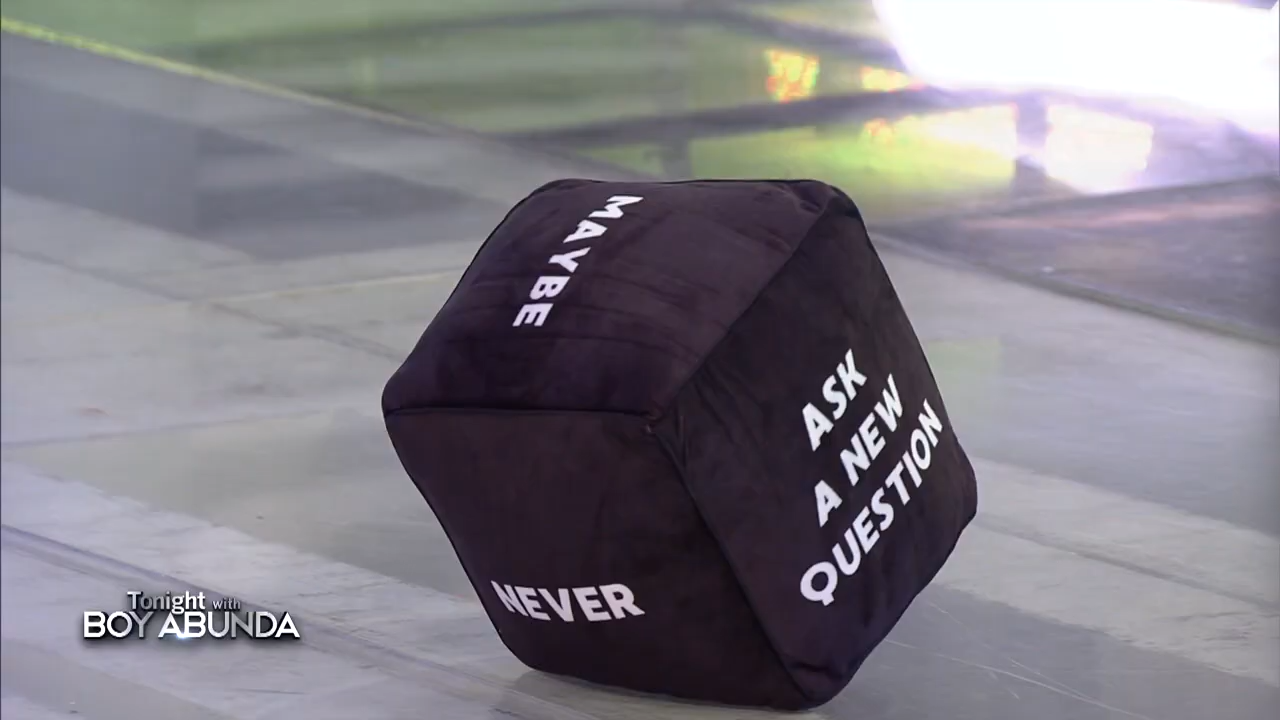 MAYBE
ASK
A NEW
QUESTION
NEVER
Tonight with
BOY ABUNDA